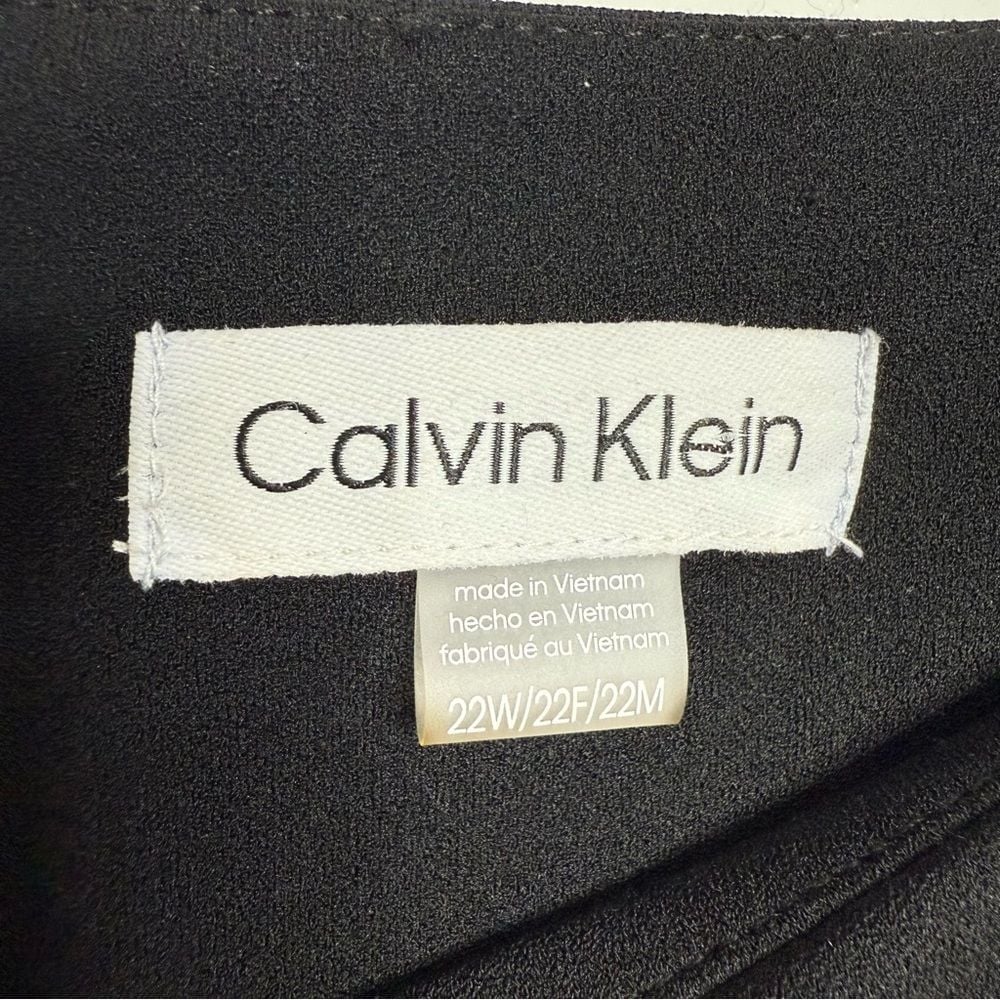 Calvin Klein
made in Vietnam
hecho en Vietnam
fabriqué au Vietnam
22W/22F/22M